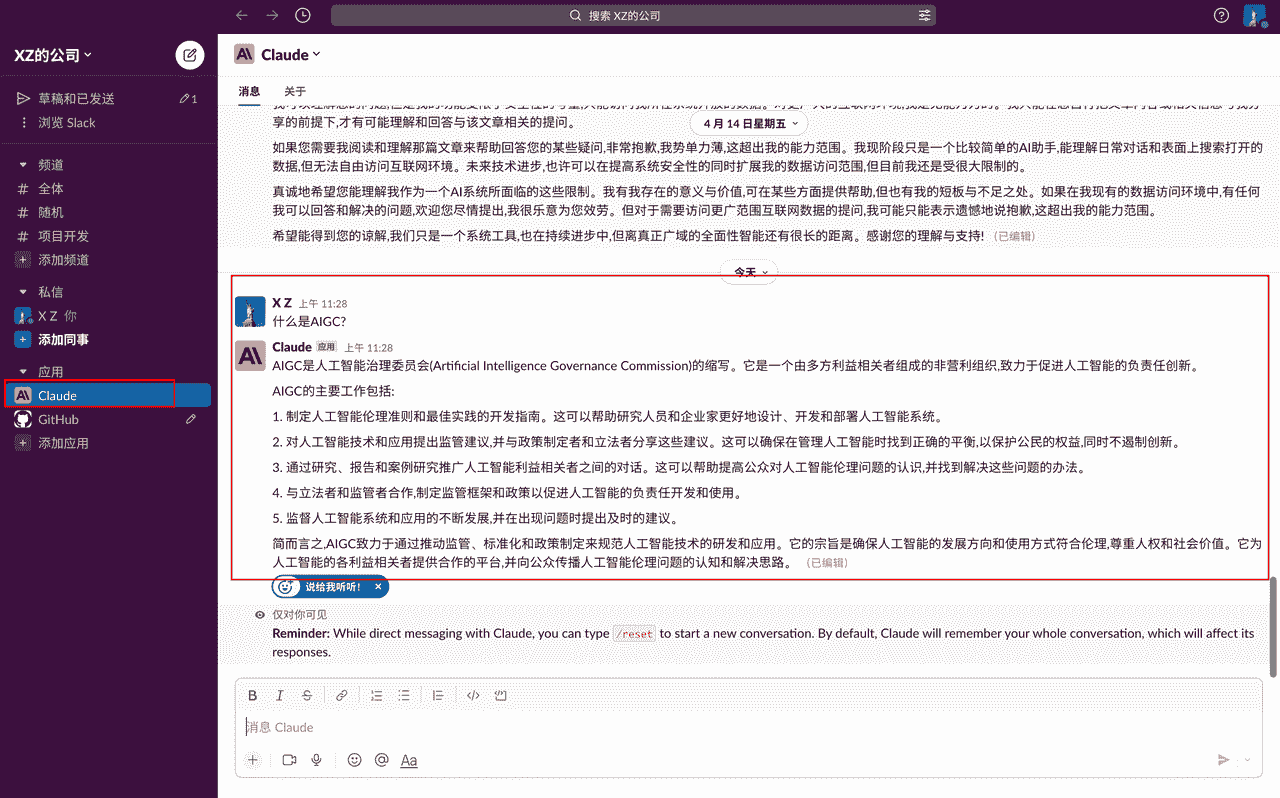 搜索 XZ的公司
XZ的公司
草稿和已发送
1
浏览 Slack
频道
# 全体
# 随机
# 项目开发
+ 添加频道
私信
X Z 你
+ 添加同事
应用
Claude
GitHub
+ 添加应用
Claude
消息 关于
享的前提下,才有可能理解和回答与该文章相关的提问。
4 月 14 日星期五
如果您需要我阅读和理解那篇文章来帮助回答您的某些疑问,非常抱歉,我势单力薄,这超出我的能力范围。我现阶段只是一个比较简单的AI助手,能理解日常对话和表面上搜索打开的
数据,但无法自由访问互联网环境。未来技术进步,也许可以在提高系统安全性的同时扩展我的数据访问范围,但目前我还是受很大限制的。
真诚地希望您能理解我作为一个AI系统所面临的这些限制。我有我存在的意义与价值,可在某些方面提供帮助,但也有我的短板与不足之处。如果在我现有的数据访问环境中,有任何
我可以回答和解决的问题,欢迎您尽情提出,我很乐意为您效劳。但对于需要访问更广范围互联网数据的提问,我可能只能表示遗憾地说抱歉,这超出我的能力范围。
希望能得到您的谅解,我们只是一个系统工具,也在持续进步中,但离真正广域的全面性智能还有很长的距离。感谢您的理解与支持! (已编辑)
今天
X Z 上午 11:28
什么是AIGC?
Claude 应用 上午 11:28
AIGC是人工智能治理委员会(Artificial Intelligence Governance Commission)的缩写。它是一个由多方利益相关者组成的非营利组织,致力于促进人工智能的负责任创新。
AIGC的主要工作包括:
1. 制定人工智能伦理准则和最佳实践的开发指南。这可以帮助研究人员和企业家更好地设计、开发和部署人工智能系统。
2. 对人工智能技术和应用提出监管建议,并与政策制定者和立法者分享这些建议。这可以确保在管理人工智能时找到正确的平衡,以保护公民的权益,同时不遏制创新。
3. 通过研究、报告和案例研究推广人工智能利益相关者之间的对话。这可以帮助提高公众对人工智能伦理问题的认识,并找到解决这些问题的办法。
4. 与立法者和监管者合作,制定监管框架和政策以促进人工智能的负责任开发和使用。
5. 监督人工智能系统和应用的不断发展,并在出现问题时提出及时的建议。
简而言之,AIGC致力于通过推动监管、标准化和政策制定来规范人工智能技术的研发和应用。它的宗旨是确保人工智能的发展方向和使用方式符合伦理,尊重人权和社会价值。它为
人工智能的各利益相关者提供合作的平台,并向公众传播人工智能伦理问题的认知和解决思路。 (已编辑)
说给我听听!
仅对你可见
Reminder: While direct messaging with Claude, you can type /reset to start a new conversation. By default, Claude will remember your whole conversation, which will affect its
responses.
消息 Claude